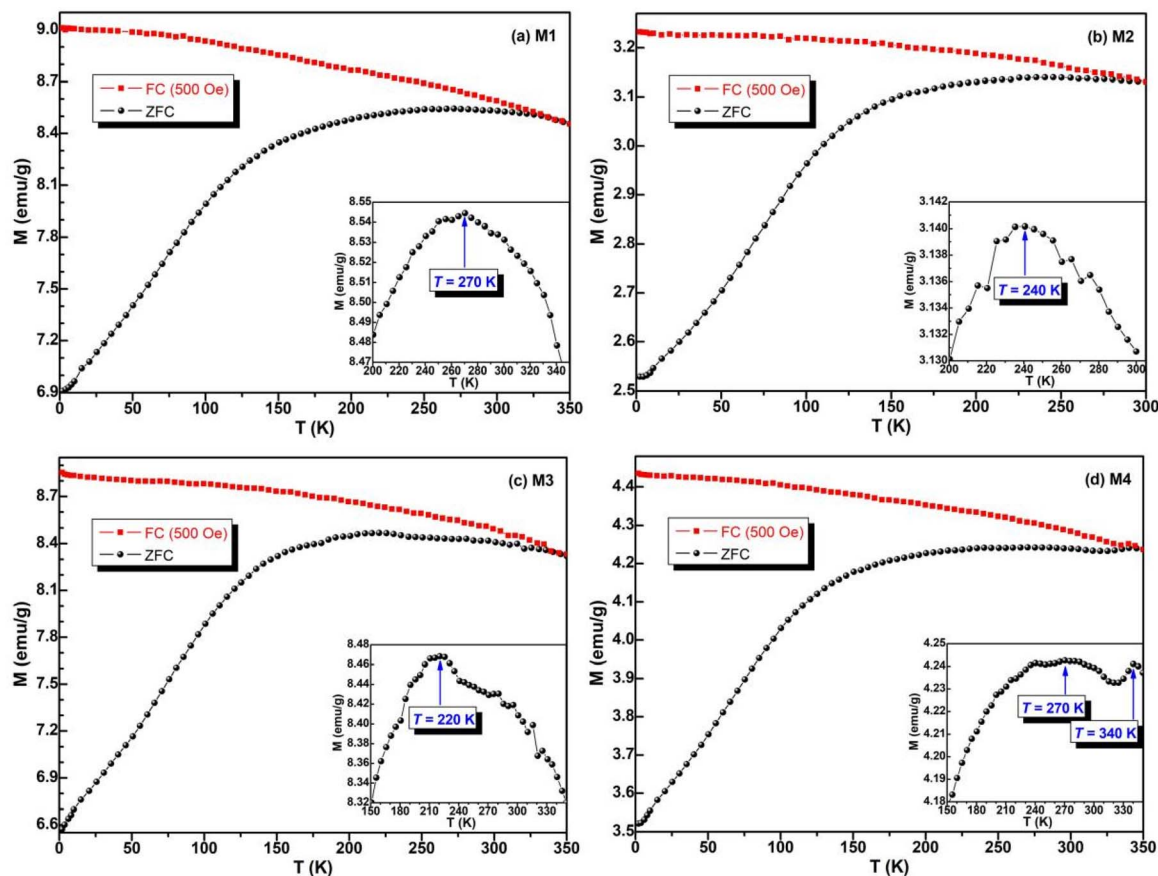 (a) M1
FC (500 Oe)
ZFC
M (emu/g)
9.0
8.7
8.4
8.1
7.8
7.5
7.2
6.9
0 50 100 150 200 250 300 350
T (K)
M (emu/g)
8.55
8.54
8.53
8.52
8.51
8.50
8.49
8.48
8.47
T = 270 K
200 220 240 260 280 300 320 340
T (K)
(b) M2
FC (500 Oe)
ZFC
M (emu/g)
3.2
3.1
3.0
2.9
2.8
2.7
2.6
2.5
0 50 100 150 200 250 300
T (K)
M (emu/g)
3.142
3.140
3.138
3.136
3.134
3.132
3.130
T = 240 K
200 220 240 260 280 300
T (K)
(c) M3
FC (500 Oe)
ZFC
M (emu/g)
8.7
8.4
8.1
7.8
7.5
7.2
6.9
6.6
0 50 100 150 200 250 300 350
T (K)
M (emu/g)
8.48
8.46
8.44
8.42
8.40
8.38
8.36
8.34
8.32
T = 220 K
150 180 210 240 270 300 330
T (K)
(d) M4
FC (500 Oe)
ZFC
M (emu/g)
4.4
4.3
4.2
4.1
4.0
3.9
3.8
3.7
3.6
3.5
0 50 100 150 200 250 300 350
T (K)
M (emu/g)
4.25
4.24
4.23
4.22
4.21
4.20
4.19
4.18
T = 270 K
T = 340 K
150 180 210 240 270 300 330
T (K)